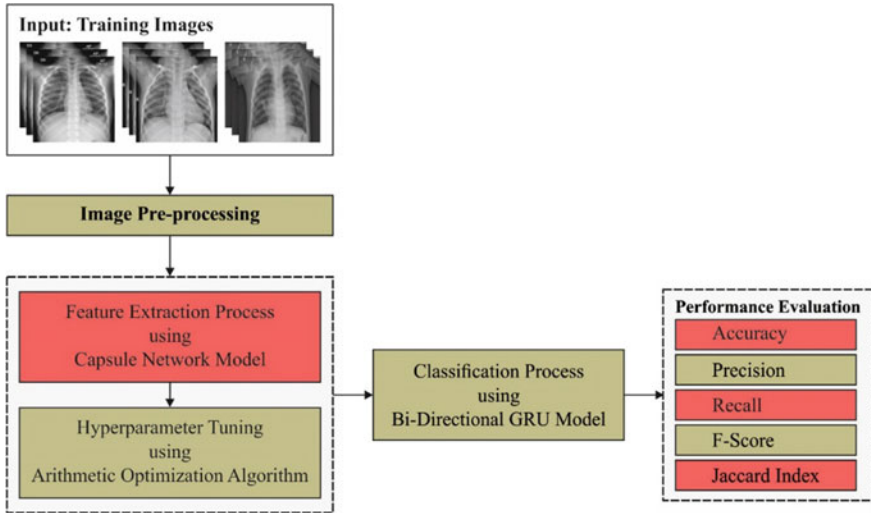 Input: Training Images
Image Pre-processing
Feature Extraction Process
using
Capsule Network Model
Hyperparameter Tuning
using
Arithmetic Optimization Algorithm
Classification Process
using
Bi-Directional GRU Model
Performance Evaluation
Accuracy
Precision
Recall
F-Score
Jaccard Index